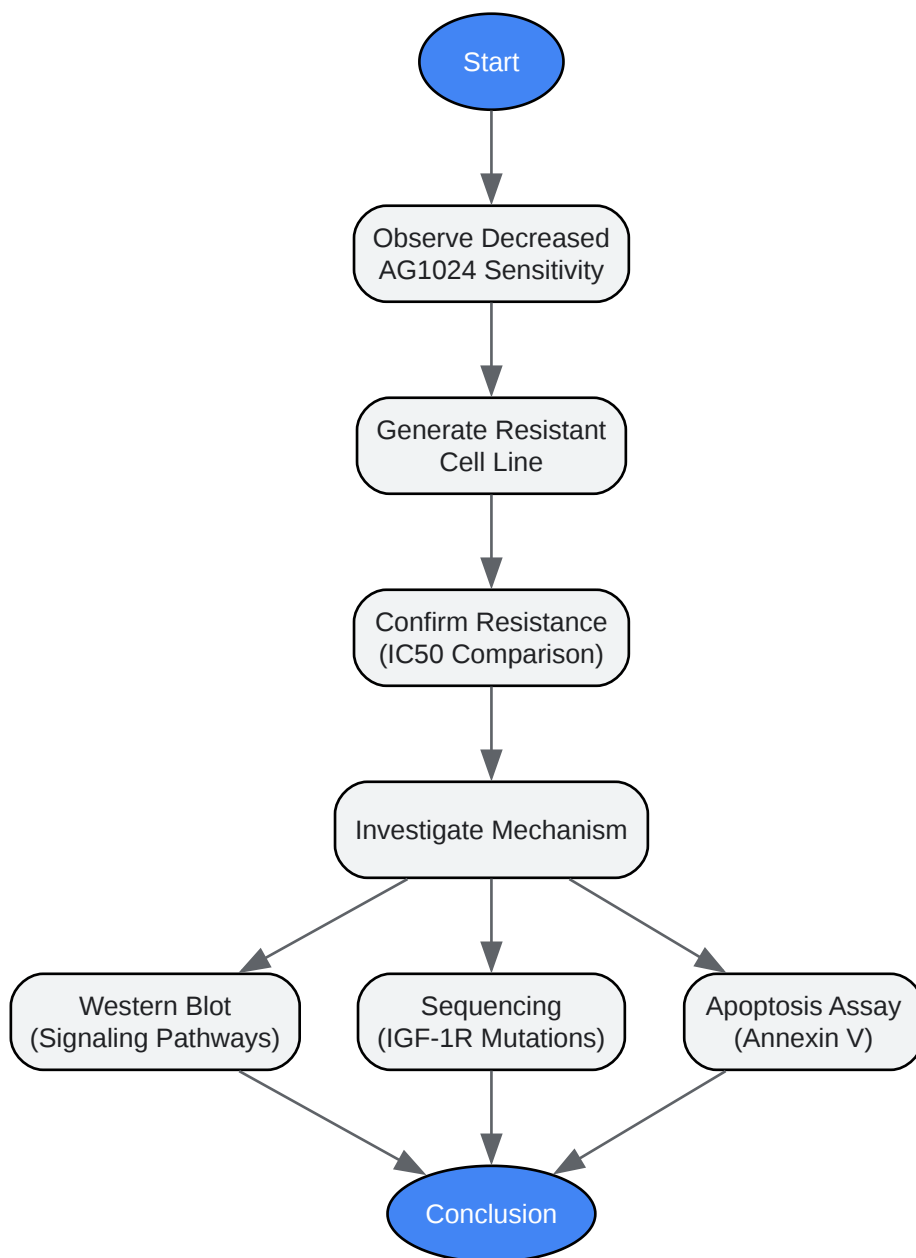 Start
Observe Decreased
AG1024 Sensitivity
Generate Resistant
Cell Line
Confirm Resistance
(IC50 Comparison)
Investigate Mechanism
Western Blot
(Signaling Pathways)
Sequencing
(IGF-1R Mutations)
Apoptosis Assay
(Annexin V)
Conclusion